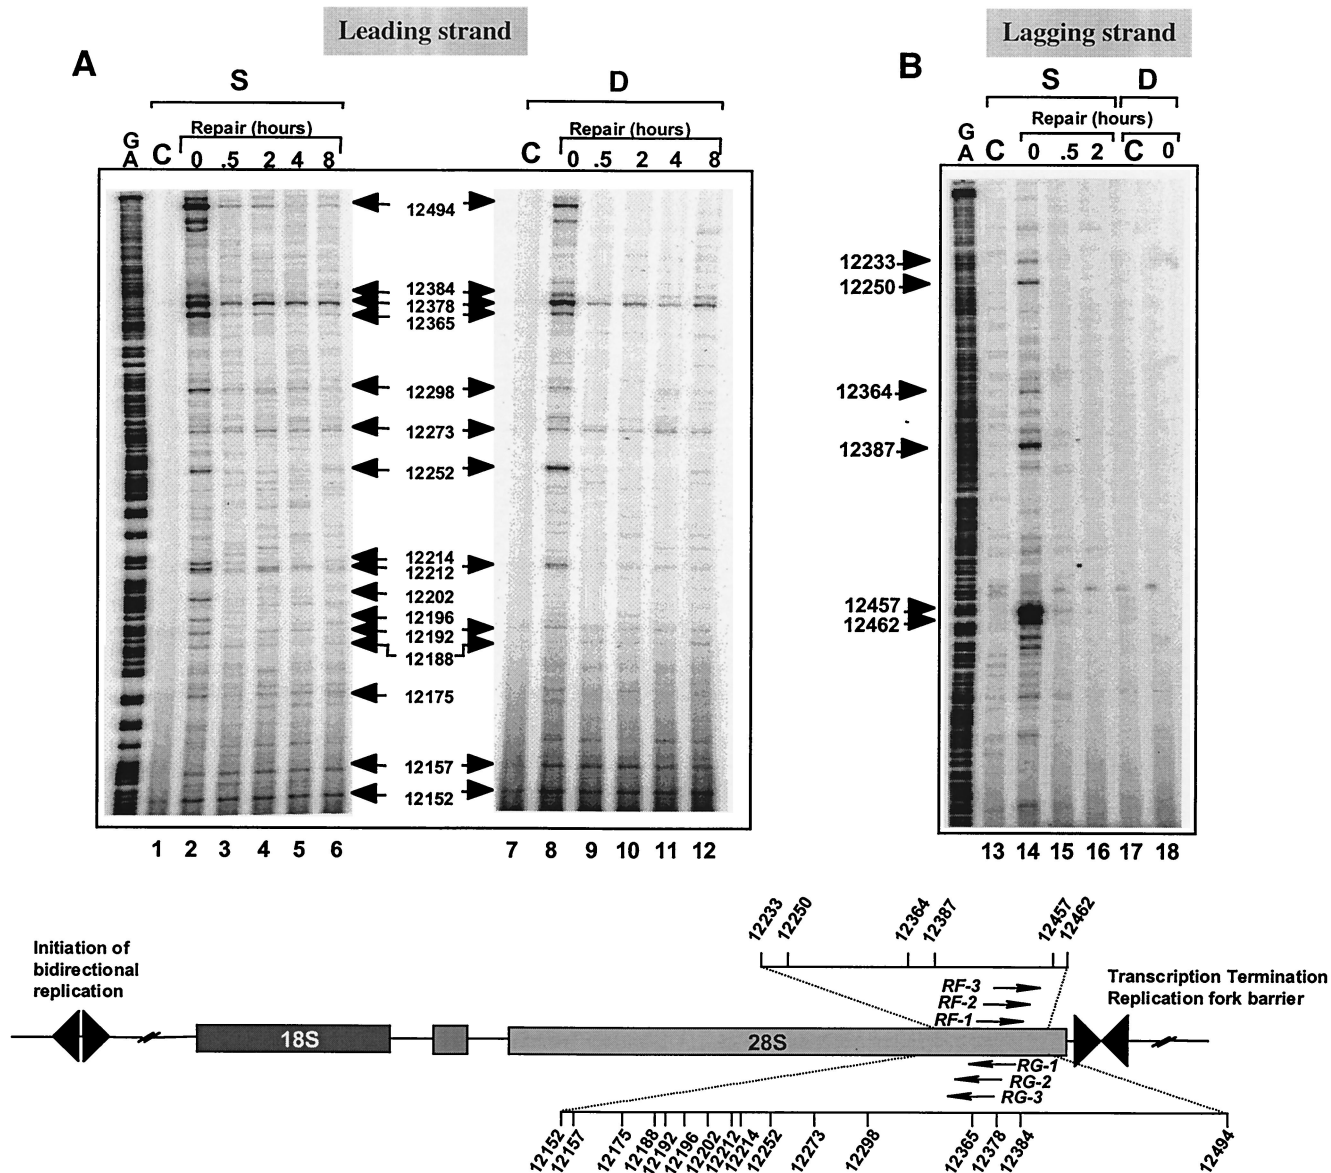 Leading strand
Lagging strand
A
B
S
D
S
D
Repair (hours)
Repair (hours)
Repair (hours)
G
A
C
0
.5
2
4
8
C
0
.5
2
4
8
G
A
C
0
.5
2
C
0
12494
12384
12378
12365
12298
12273
12252
12214
12212
12202
12196
12192
12188
12175
12157
12152
12233
12250
12364
12387
12457
12462
1 2 3 4 5 6
7 8 9 10 11 12
13 14 15 16 17 18
12233 12250 12364 12387 12457 12462
Initiation of
bidirectional
replication
Transcription Termination
Replication fork barrier
RF-3
RF-2
RF-1
18S
28S
RG-1
RG-2
RG-3
12152 12157 12175 12188 12192 12196 12202 12212 12214 12252 12273 12298 12365 12378 12384 12494